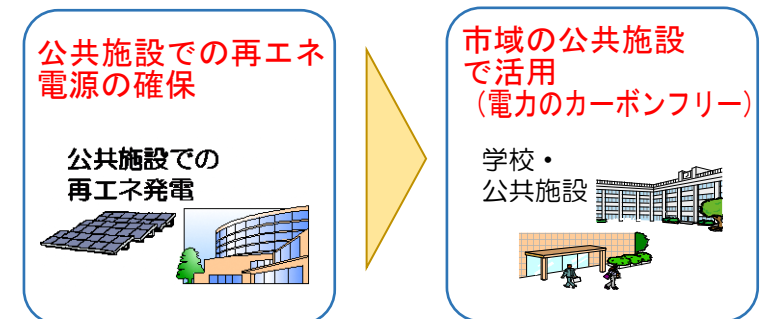 公共施設での再エネ
電源の確保
公共施設での
再エネ発電
市域の公共施設
で活用
（電力のカーボンフリー）
学校・
公共施設